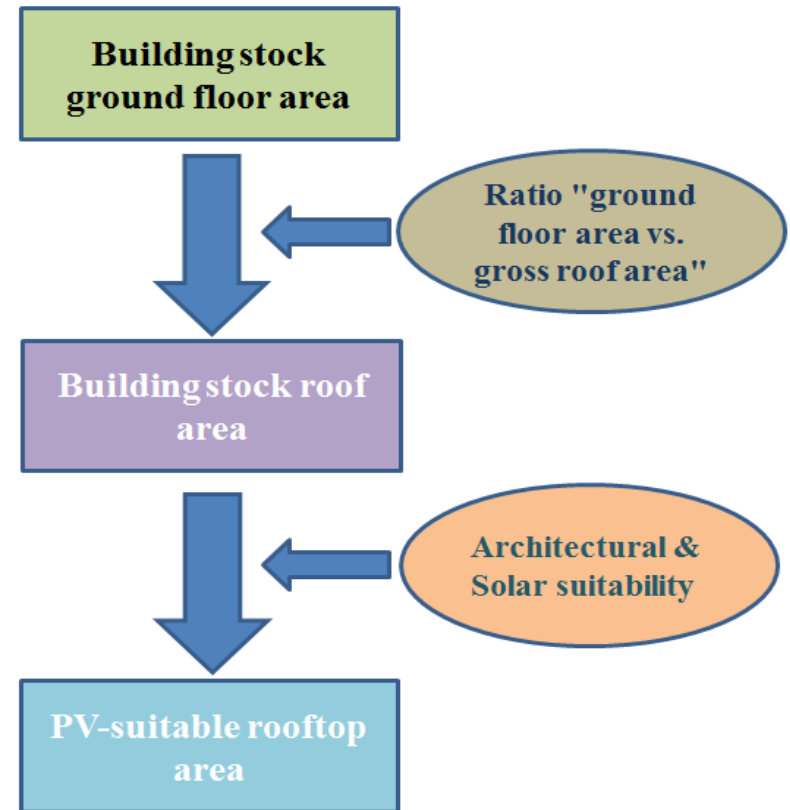 Building stock
ground floor area
Ratio "ground
floor area vs.
gross roof area"
Building stock roof
area
Architectural &
Solar suitability
PV-suitable rooftop
area